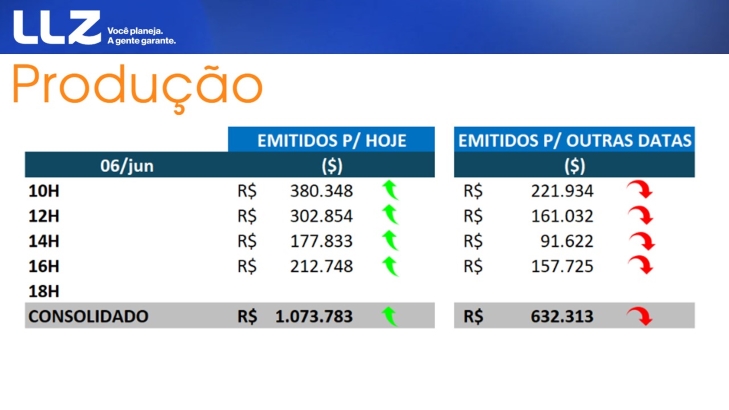 LLZ
Você planeja.
A gente garante.
Produção
EMITIDOS P/ HOJE EMITIDOS P/ OUTRAS DATAS
06/jun ($) ($)
10H R$ 380.348 R$ 221.934
12H R$ 302.854 R$ 161.032
14H R$ 177.833 R$ 91.622
16H R$ 212.748 R$ 157.725
18H
CONSOLIDADO R$ 1.073.783 R$ 632.313